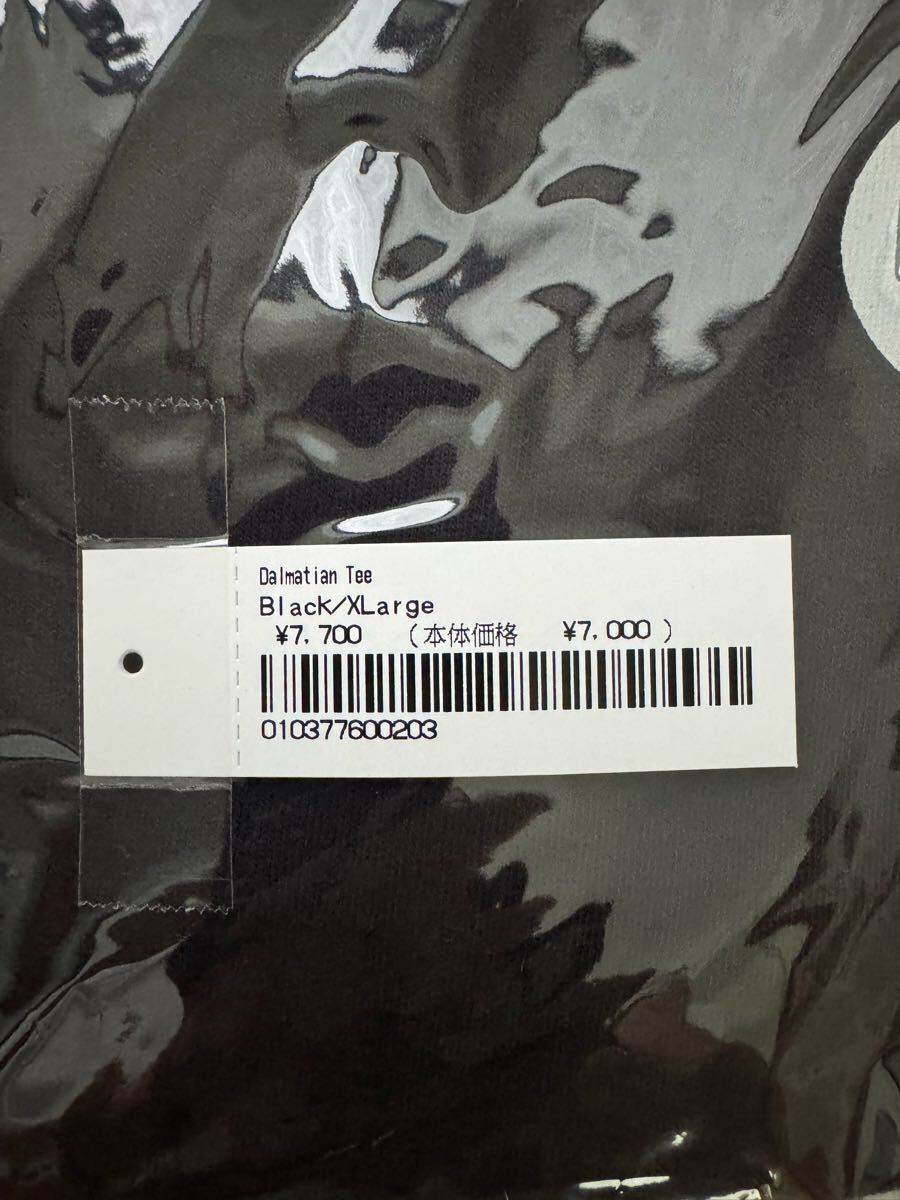 Dalmatian Tee
Black/XLarge
¥7,700 (本体価格 ¥7,000 )
010377600203